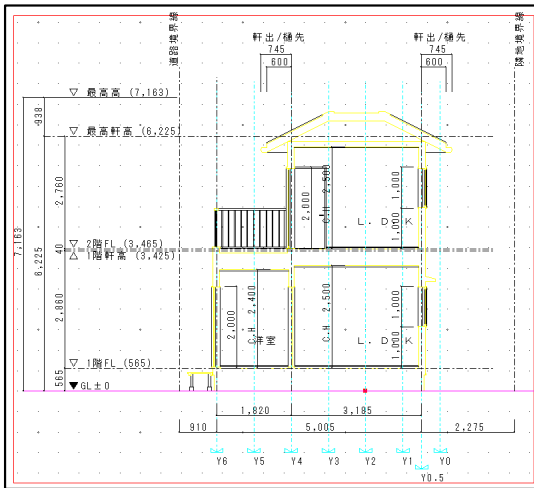 軒出/樋先
軒出/樋先
道路境界線
隣地境界線
745
745
600
600
▽ 最高高 (7,163)
938
▽ 最高軒高 (6,225)
2,760
2,000
C.H 2,500
L.DK
1,000
1,000
7,163
6,225
40
▽ 2階FL (3,465)
△ 1階軒高 (3,425)
2,860
2,000
C.H 2,400
洋室
C.H 2,500
L.DK
1,000
1,000
▽ 1階FL (565)
565
▼GL±0
1,820
3,185
910
5,005
2,275
Y6
Y5
Y4
Y3
Y2
Y1
Y0
Y0.5